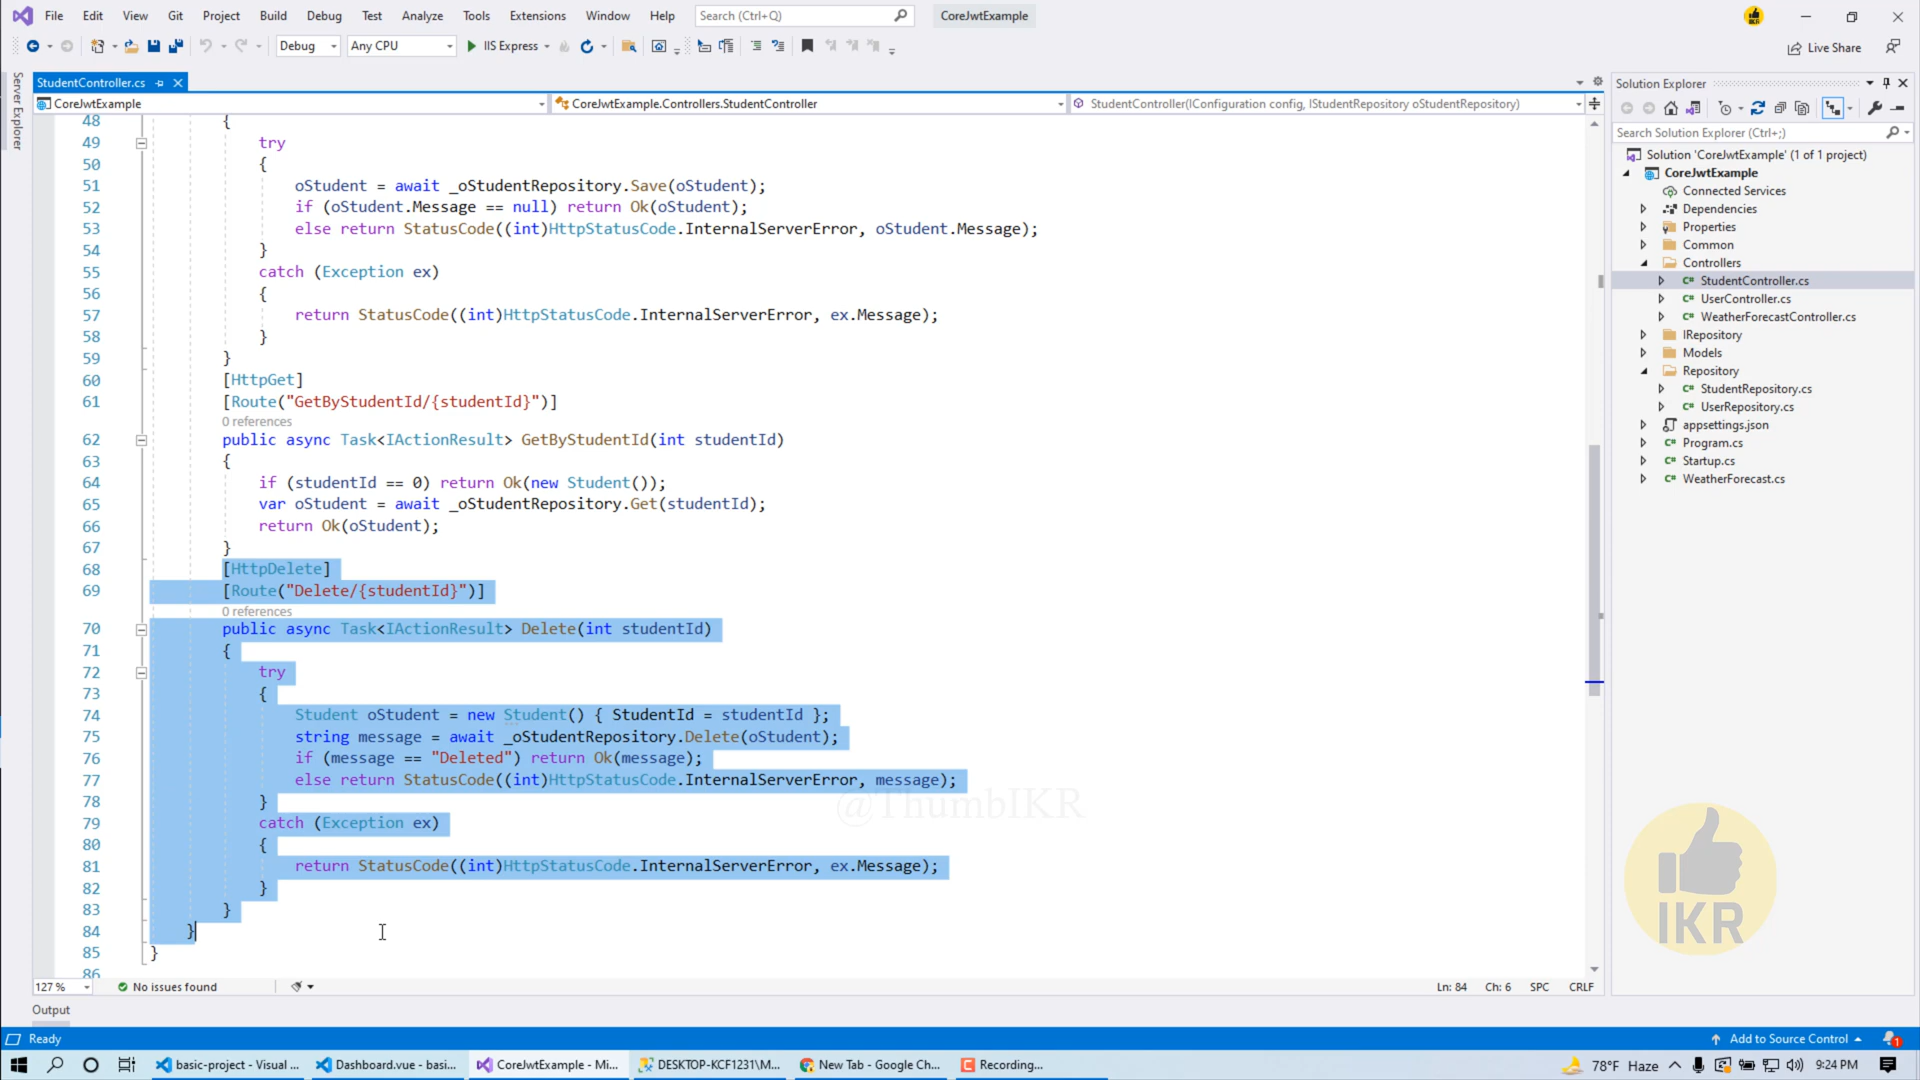 File Edit View Git Project Build Debug Test Analyze Tools Extensions Window Help Search (Ctrl+Q) CoreJwtExample
Debug Any CPU IIS Express Live Share
Server Explorer
StudentController.cs
CoreJwtExample CoreJwtExample.Controllers.StudentController StudentController(IConfiguration config, IStudentRepository oStudentRepository)
48 {
49 try
50 {
51 oStudent = await _oStudentRepository.Save(oStudent);
52 if (oStudent.Message == null) return Ok(oStudent);
53 else return StatusCode((int)HttpStatusCode.InternalServerError, oStudent.Message);
54 }
55 catch (Exception ex)
56 {
57 return StatusCode((int)HttpStatusCode.InternalServerError, ex.Message);
58 }
59 }
60 [HttpGet]
61 [Route("GetByStudentId/{studentId}")]
0 references
62 public async Task<IActionResult> GetByStudentId(int studentId)
63 {
64 if (studentId == 0) return Ok(new Student());
65 var oStudent = await _oStudentRepository.Get(studentId);
66 return Ok(oStudent);
67 }
68 [HttpDelete]
69 [Route("Delete/{studentId}")]
0 references
70 public async Task<IActionResult> Delete(int studentId)
71 {
72 try
73 {
74 Student oStudent = new Student() { StudentId = studentId };
75 string message = await _oStudentRepository.Delete(oStudent);
76 if (message == "Deleted") return Ok(message);
77 else return StatusCode((int)HttpStatusCode.InternalServerError, message);
78 }
79 catch (Exception ex)
80 {
81 return StatusCode((int)HttpStatusCode.InternalServerError, ex.Message);
82 }
83 }
84 }
85 }
86
@ThumbIKR
127 % No issues found Ln: 84 Ch: 6 SPC CRLF
Output
Solution Explorer
Search Solution Explorer (Ctrl+;)
Solution 'CoreJwtExample' (1 of 1 project)
CoreJwtExample
Connected Services
Dependencies
Properties
Common
Controllers
C# StudentController.cs
C# UserController.cs
C# WeatherForecastController.cs
IRepository
Models
Repository
C# StudentRepository.cs
C# UserRepository.cs
appsettings.json
C# Program.cs
C# Startup.cs
C# WeatherForecast.cs
IKR
Ready Add to Source Control 1
basic-project - Visual ... Dashboard.vue - basi... CoreJwtExample - Mi... DESKTOP-KCF1231\M... New Tab - Google Ch... Recording... 78°F Haze 9:24 PM